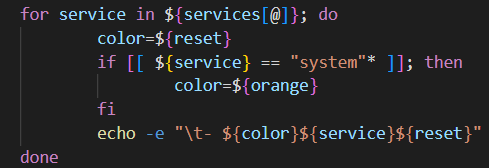 for service in ${services[@]}; do
        color=${reset}
        if [[ ${service} == "system"* ]]; then
                color=${orange}
        fi
        echo -e "\t- ${color}${service}${reset}"
done